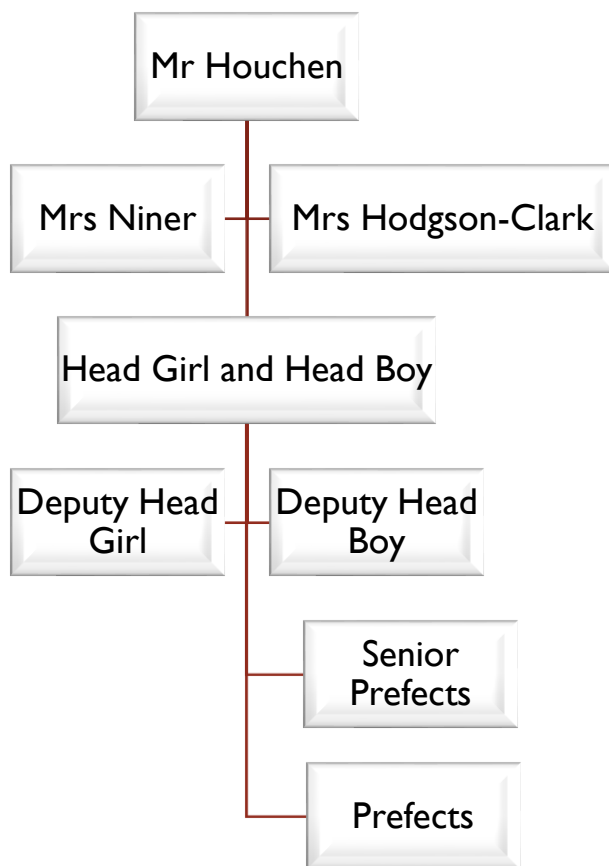 Mr Houchen
Mrs Niner
Mrs Hodgson-Clark
Head Girl and Head Boy
Deputy Head
Girl
Deputy Head
Boy
Senior
Prefects
Prefects